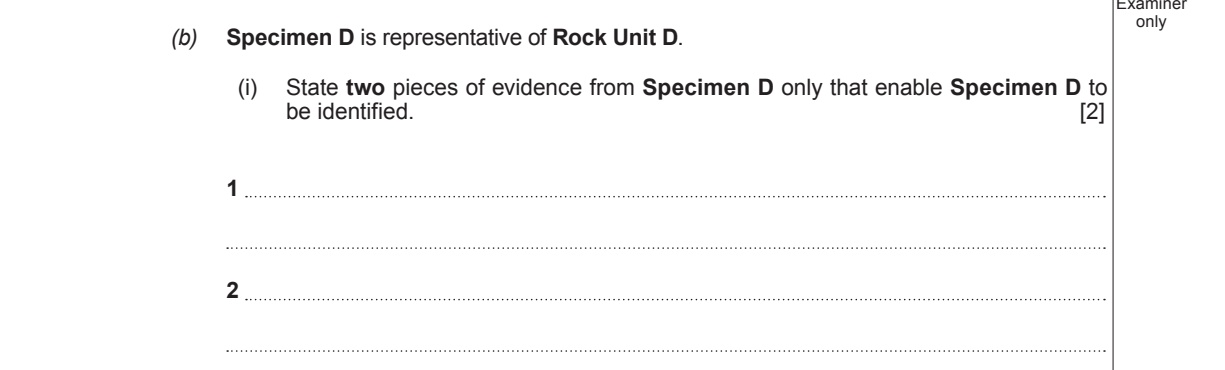 Examiner
only
(b) Specimen D is representative of Rock Unit D.
(i) State two pieces of evidence from Specimen D only that enable Specimen D to
be identified. [2]
1
2